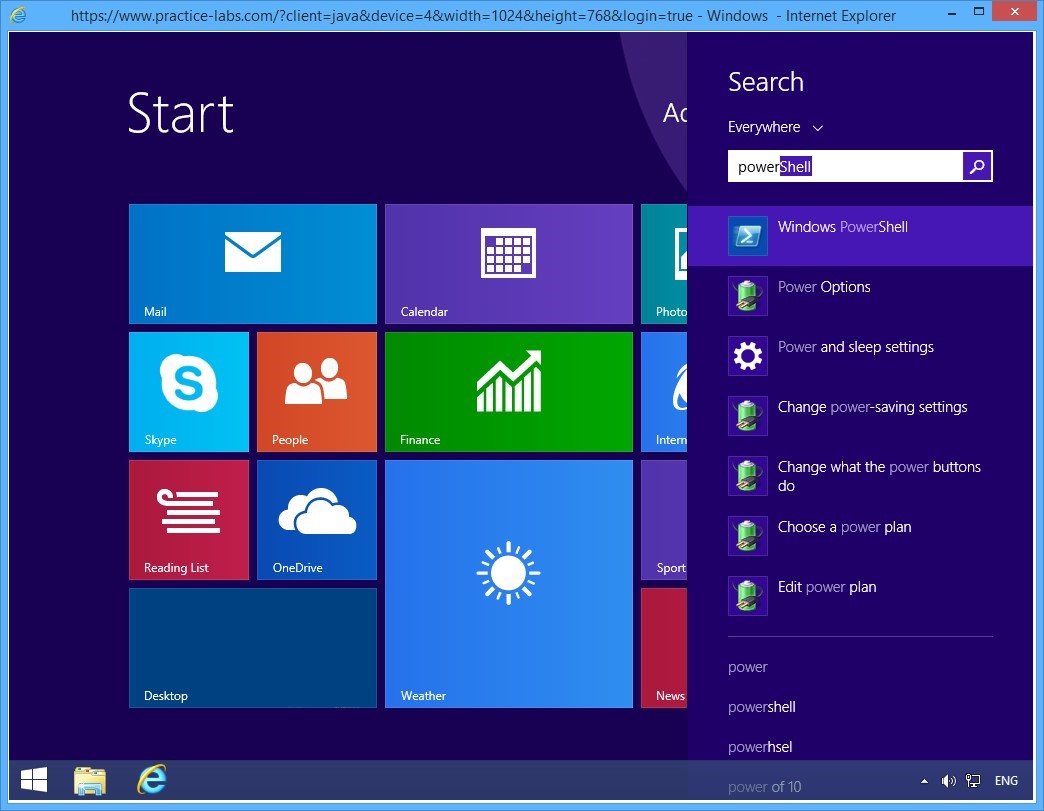 https://www.practice-labs.com/?client=java&device=4&width=1024&height=768&login=true - Windows - Internet Explorer
Start
Search
Everywhere
powerShell
Windows PowerShell
Power Options
Power and sleep settings
Change power-saving settings
Change what the power buttons
do
Choose a power plan
Edit power plan
power
powershell
powerhsel
power of 10
Mail
Calendar
Photo
Skype
People
Finance
Intern
Reading List
OneDrive
Sport
Desktop
Weather
News
ENG